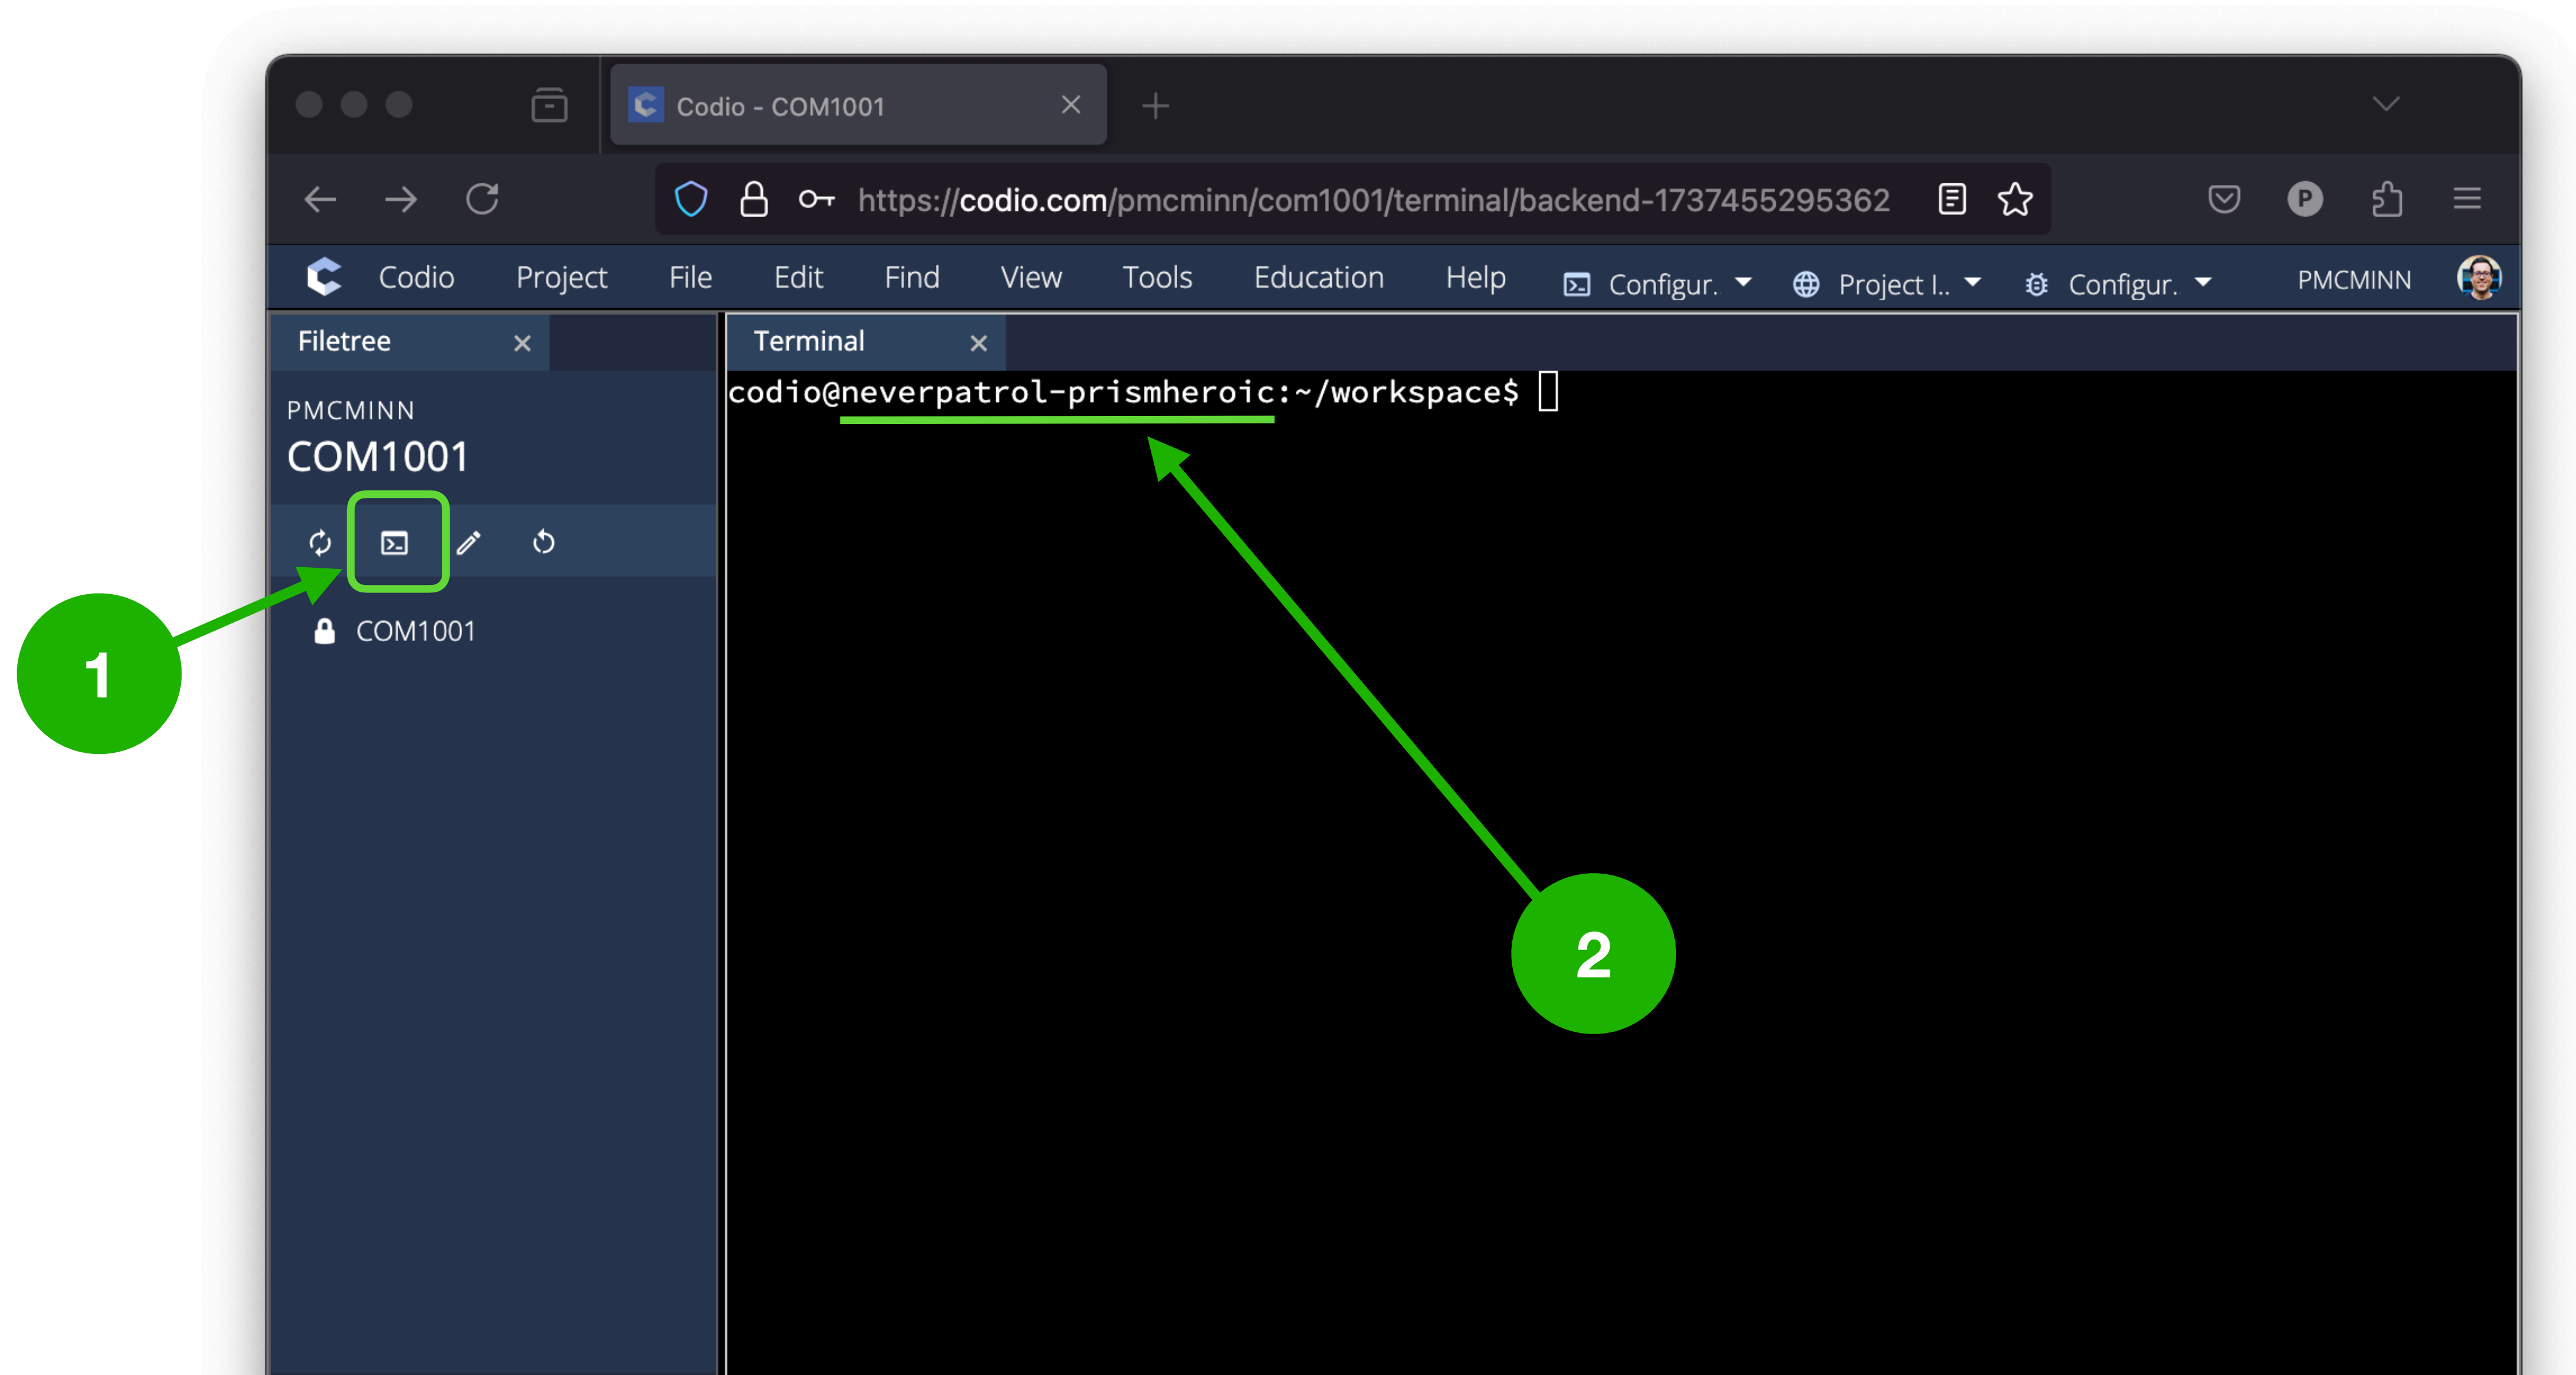 Codio - COM1001
https://codio.com/pmcminn/com1001/terminal/backend-1737455295362
P
Codio Project File Edit Find View Tools Education Help Configur. Project I.. Configur. PMCMINN
Filetree
Terminal
codio@neverpatrol-prismheroic:~/workspace$
PMCMINN
COM1001
COM1001
1
2